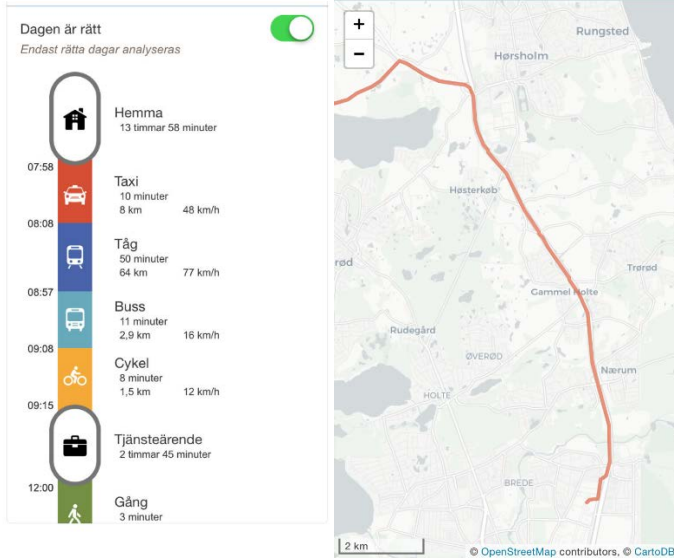 Dagen är rätt
Endast rätta dagar analyseras
Hemma
13 timmar 58 minuter
07:58
Taxi
10 minuter
8 km 48 km/h
08:08
Tåg
50 minuter
64 km 77 km/h
08:57
Buss
11 minuter
2,9 km 16 km/h
09:08
Cykel
8 minuter
1,5 km 12 km/h
09:15
Tjänsteärende
2 timmar 45 minuter
12:00
Gång
3 minuter
+
−
Rungsted
Hørsholm
Høsterkøb
rød
Trørød
Gammel Holte
Rudegård
ØVERØD
Nærum
HOLTE
BREDE
2 km
© OpenStreetMap contributors, © CartoDB